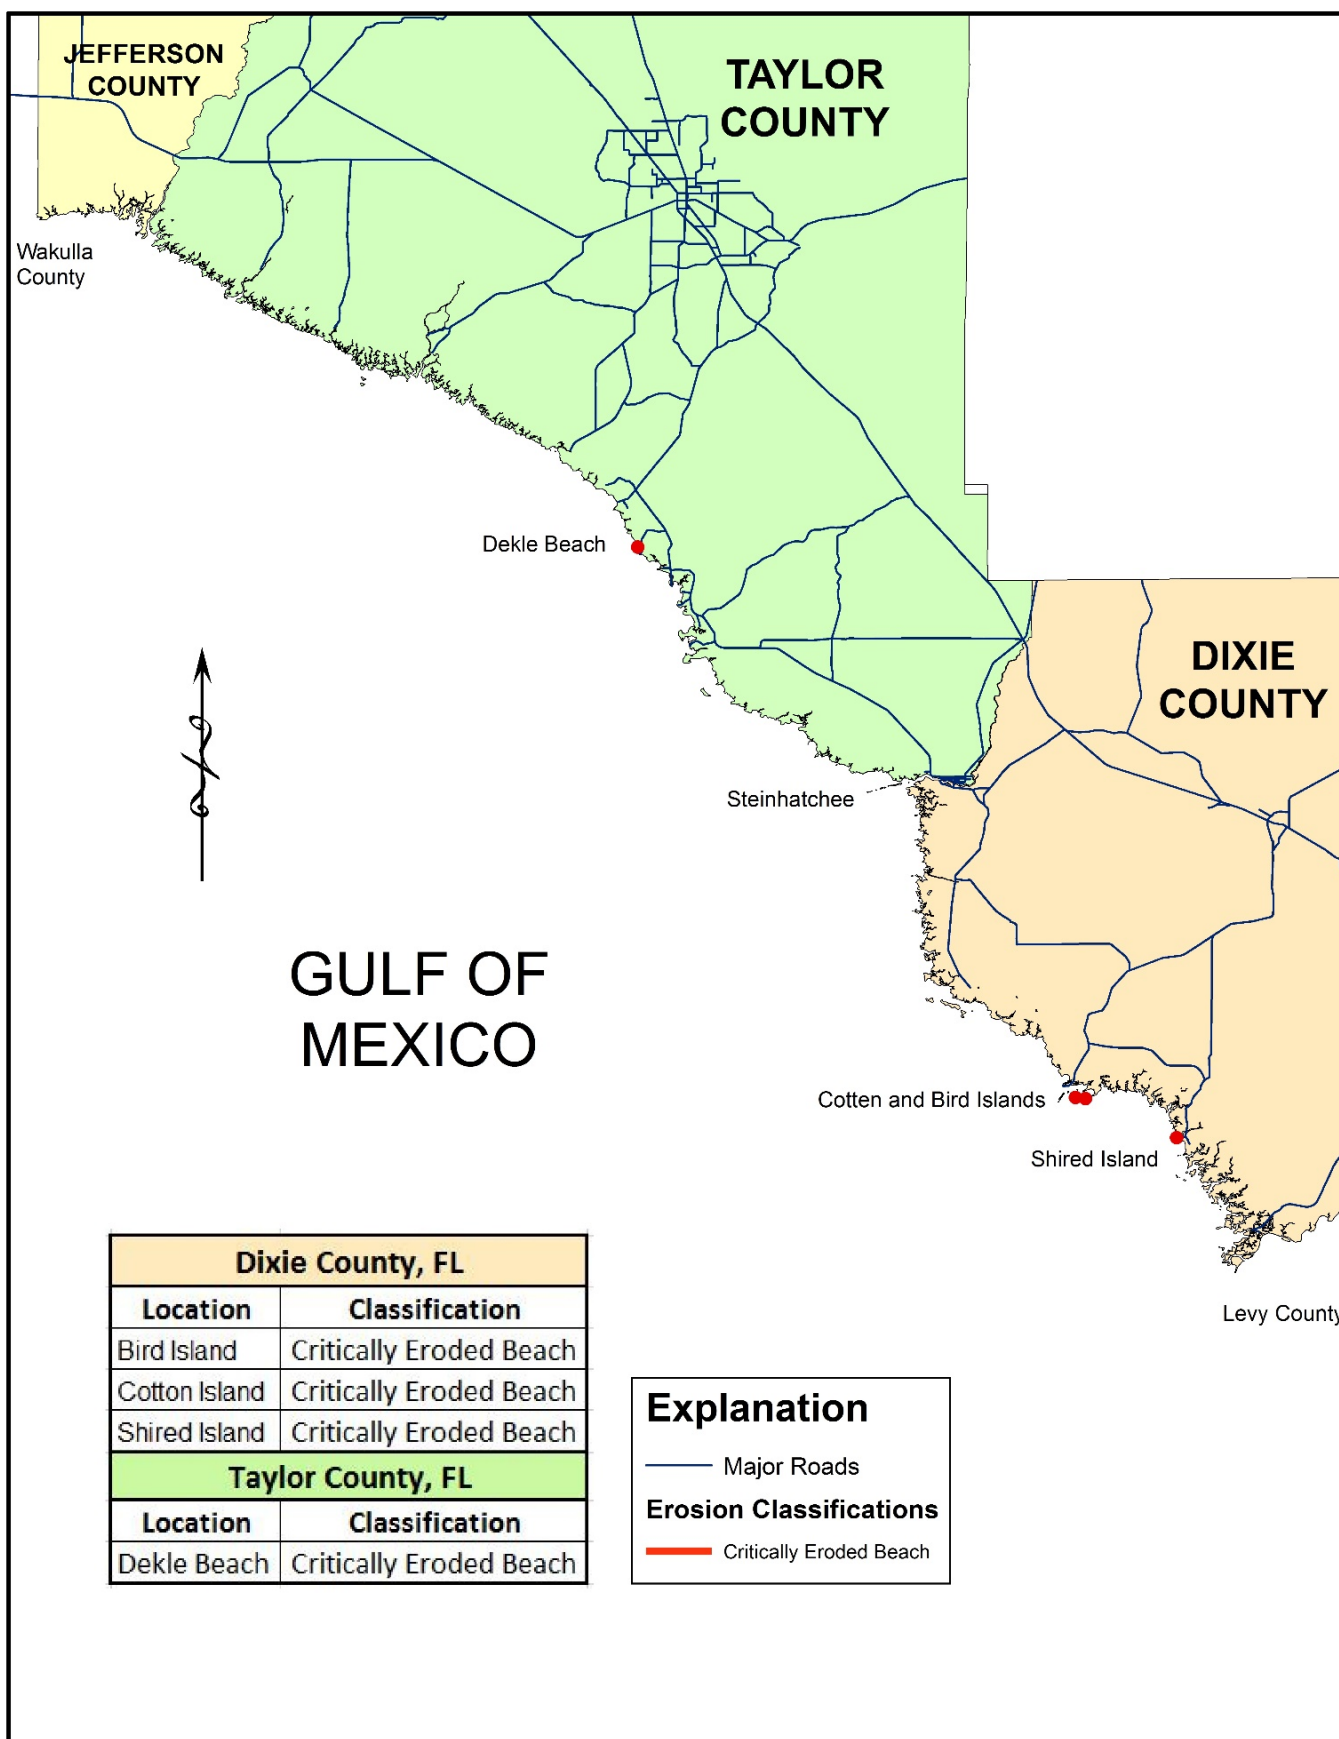 JEFFERSON
COUNTY
TAYLOR
COUNTY
Wakulla
County
Dekle Beach
DIXIE
COUNTY
Steinhatchee
GULF OF
MEXICO
Cotten and Bird Islands
Shired Island
Levy County
Dixie County, FL
Location Classification
Bird Island Critically Eroded Beach
Cotton Island Critically Eroded Beach
Shired Island Critically Eroded Beach
Taylor County, FL
Location Classification
Dekle Beach Critically Eroded Beach
Explanation
Major Roads
Erosion Classifications
Critically Eroded Beach